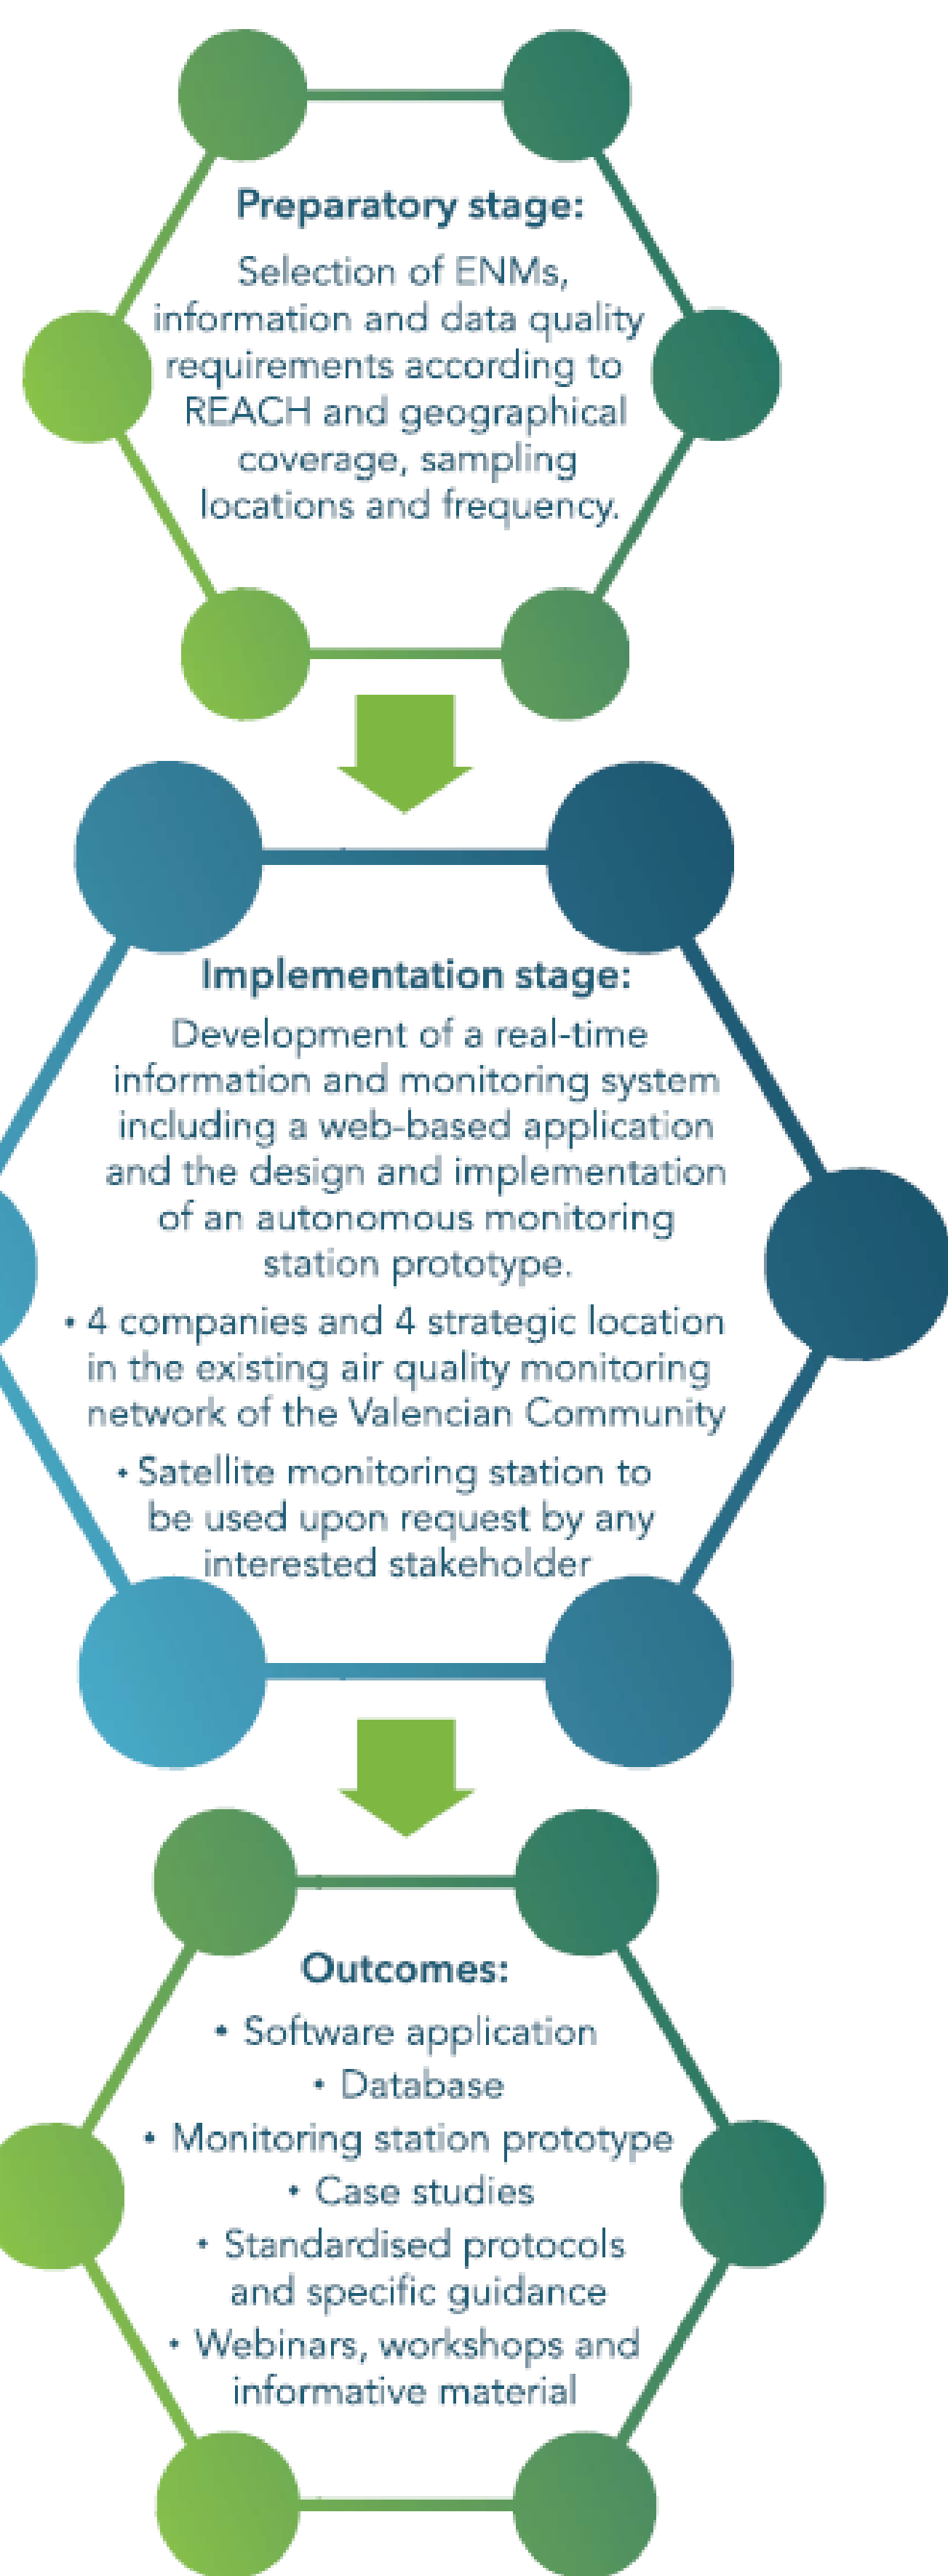 Preparatory stage:
Selection of ENMs,
information and data quality
requirements according to
REACH and geographical
coverage, sampling
locations and frequency.
Implementation stage:
Development of a real-time
information and monitoring system
including a web-based application
and the design and implementation
of an autonomous monitoring
station prototype.
• 4 companies and 4 strategic location
in the existing air quality monitoring
network of the Valencian Community
• Satellite monitoring station to
be used upon request by any
interested stakeholder
Outcomes:
• Software application
• Database
• Monitoring station prototype
• Case studies
• Standardised protocols
and specific guidance
• Webinars, workshops and
informative material